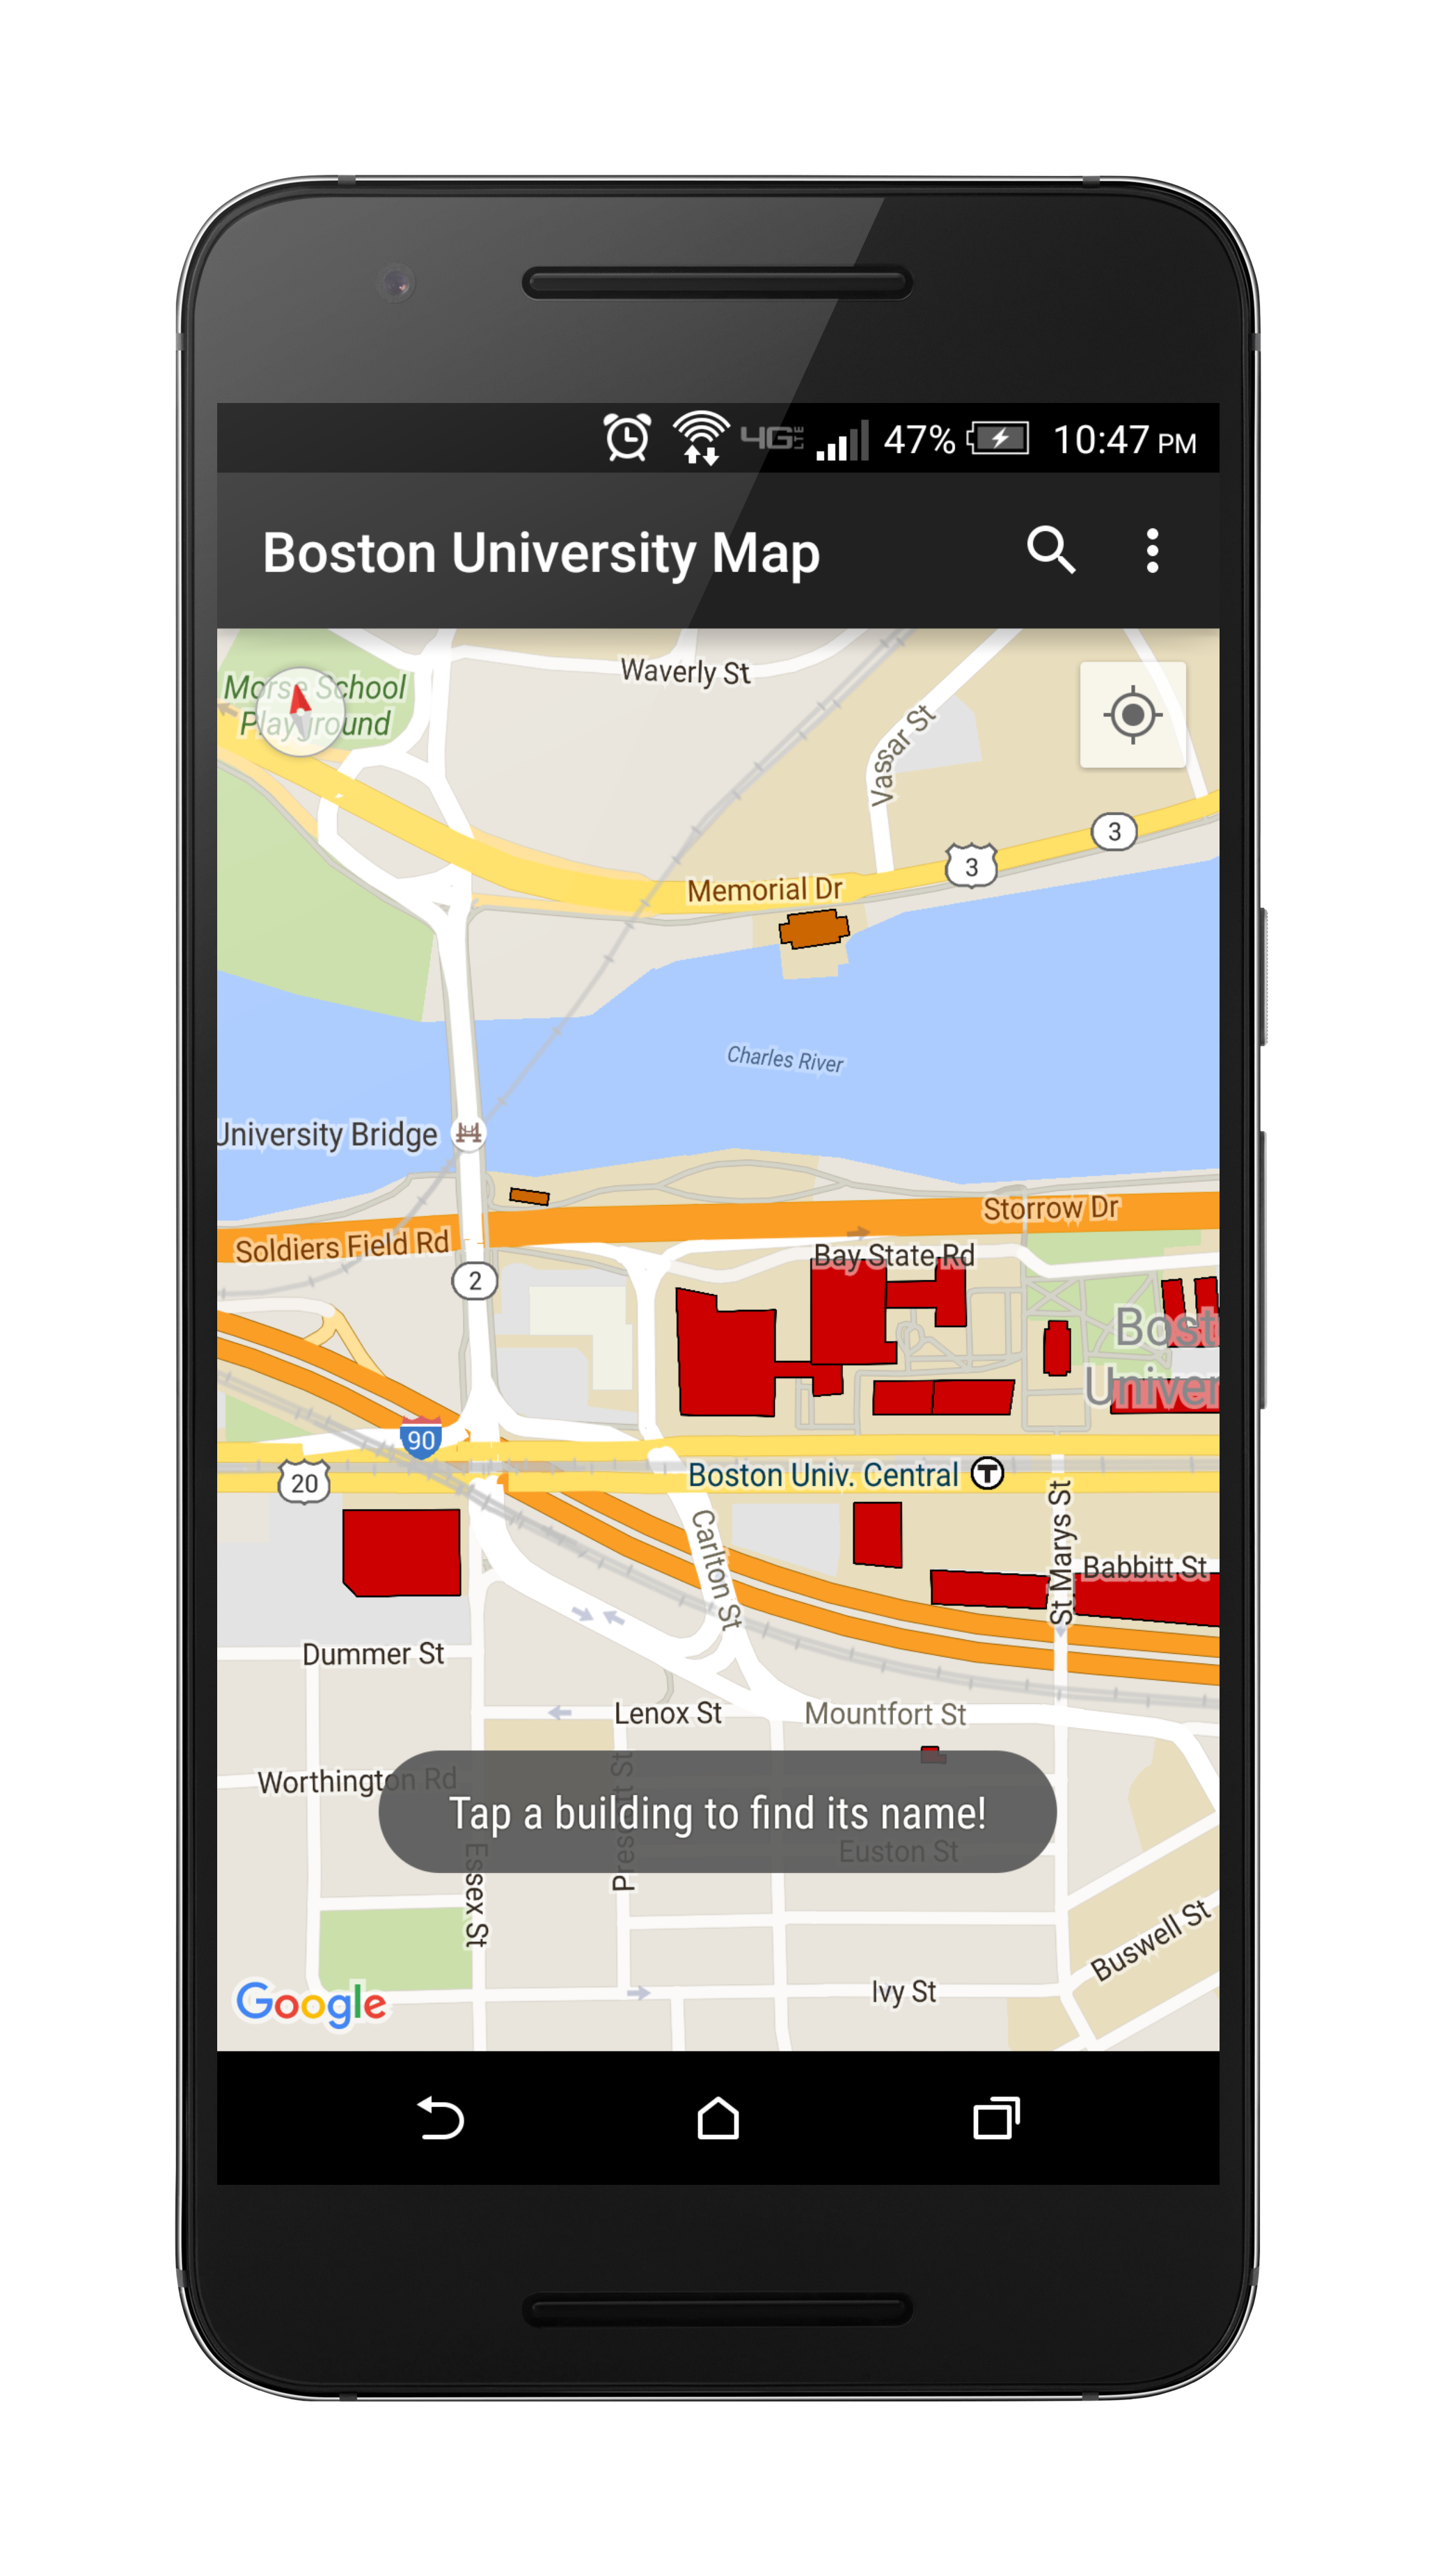 4G LTE 47% 10:47 PM
Boston University Map
Waverly St
Morse School
Playground
Vassar St
3
3
Memorial Dr
Charles River
University Bridge
Storrow Dr
Soldiers Field Rd
Bay State Rd
2
Bost
Univer
90
20
Boston Univ. Central T
Carlton St
St Marys St
Babbitt St
Dummer St
Lenox St
Mountfort St
Worthington Rd
Prescott St
Tap a building to find its name!
Euston St
Essex St
Buswell St
Ivy St
Google